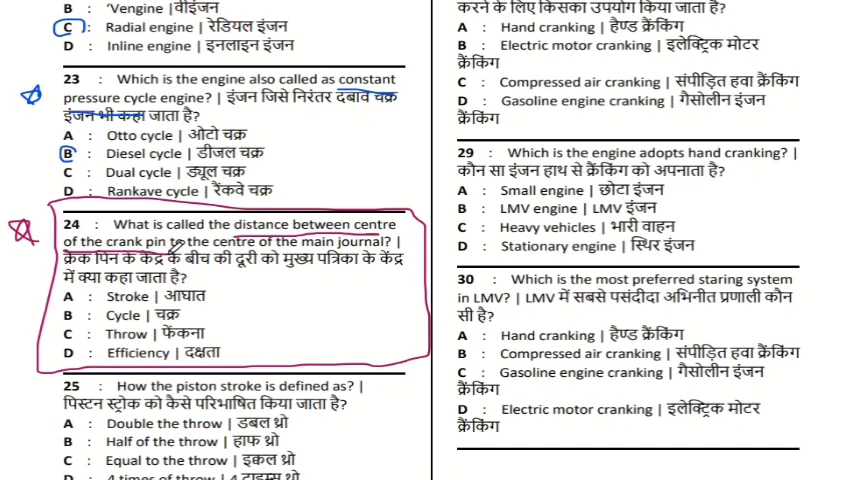 B : ‘Vengine |वीइंजन
C : Radial engine | रेडियल इंजन
D : Inline engine | इनलाइन इंजन
23 : Which is the engine also called as constant
pressure cycle engine? | इंजन जिसे निरंतर दबाव चक्र
इंजन भी कहा जाता है?
A : Otto cycle | ओटो चक्र
B : Diesel cycle | डीजल चक्र
C : Dual cycle | ड्यूल चक्र
D : Rankave cycle | रैंकवे चक्र
24 : What is called the distance between centre
of the crank pin to the centre of the main journal? |
क्रैंक पिन के केंद्र के बीच की दूरी को मुख्य पत्रिका के केंद्र
में क्या कहा जाता है?
A : Stroke | आघात
B : Cycle | चक्र
C : Throw | फेंकना
D : Efficiency | दक्षता
25 : How the piston stroke is defined as? |
पिस्टन स्ट्रोक को कैसे परिभाषित किया जाता है?
A : Double the throw | डबल थ्रो
B : Half of the throw | हाफ थ्रो
C : Equal to the throw | इक्वल थ्रो
D : 4 times of throw | 4 टाइम्स थ्रो
करने के लिए किसका उपयोग किया जाता है?
A : Hand cranking | हैण्ड क्रैंकिंग
B : Electric motor cranking | इलेक्ट्रिक मोटर
क्रैंकिंग
C : Compressed air cranking | संपीड़ित हवा क्रैंकिंग
D : Gasoline engine cranking | गैसोलीन इंजन
क्रैंकिंग
29 : Which is the engine adopts hand cranking? |
कौन सा इंजन हाथ से क्रैंकिंग को अपनाता है?
A : Small engine | छोटा इंजन
B : LMV engine | LMV इंजन
C : Heavy vehicles | भारी वाहन
D : Stationary engine | स्थिर इंजन
30 : Which is the most preferred staring system
in LMV? | LMV में सबसे पसंदीदा अभिनीत प्रणाली कौन
सी है?
A : Hand cranking | हैण्ड क्रैंकिंग
B : Compressed air cranking | संपीड़ित हवा क्रैंकिंग
C : Gasoline engine cranking | गैसोलीन इंजन
क्रैंकिंग
D : Electric motor cranking | इलेक्ट्रिक मोटर
क्रैंकिंग